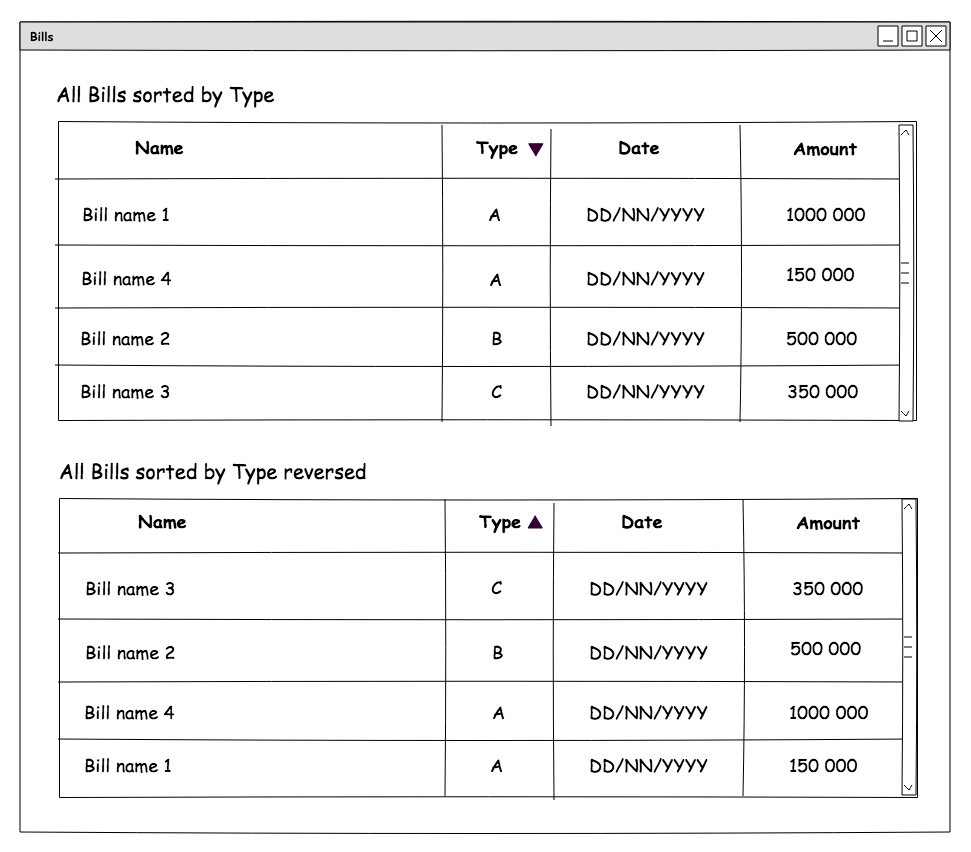 Bills
All Bills sorted by Type
Name Type Date Amount
Bill name 1 A DD/NN/YYYY 1000 000
Bill name 4 A DD/NN/YYYY 150 000
Bill name 2 B DD/NN/YYYY 500 000
Bill name 3 C DD/NN/YYYY 350 000
All Bills sorted by Type reversed
Name Type Date Amount
Bill name 3 C DD/NN/YYYY 350 000
Bill name 2 B DD/NN/YYYY 500 000
Bill name 4 A DD/NN/YYYY 1000 000
Bill name 1 A DD/NN/YYYY 150 000